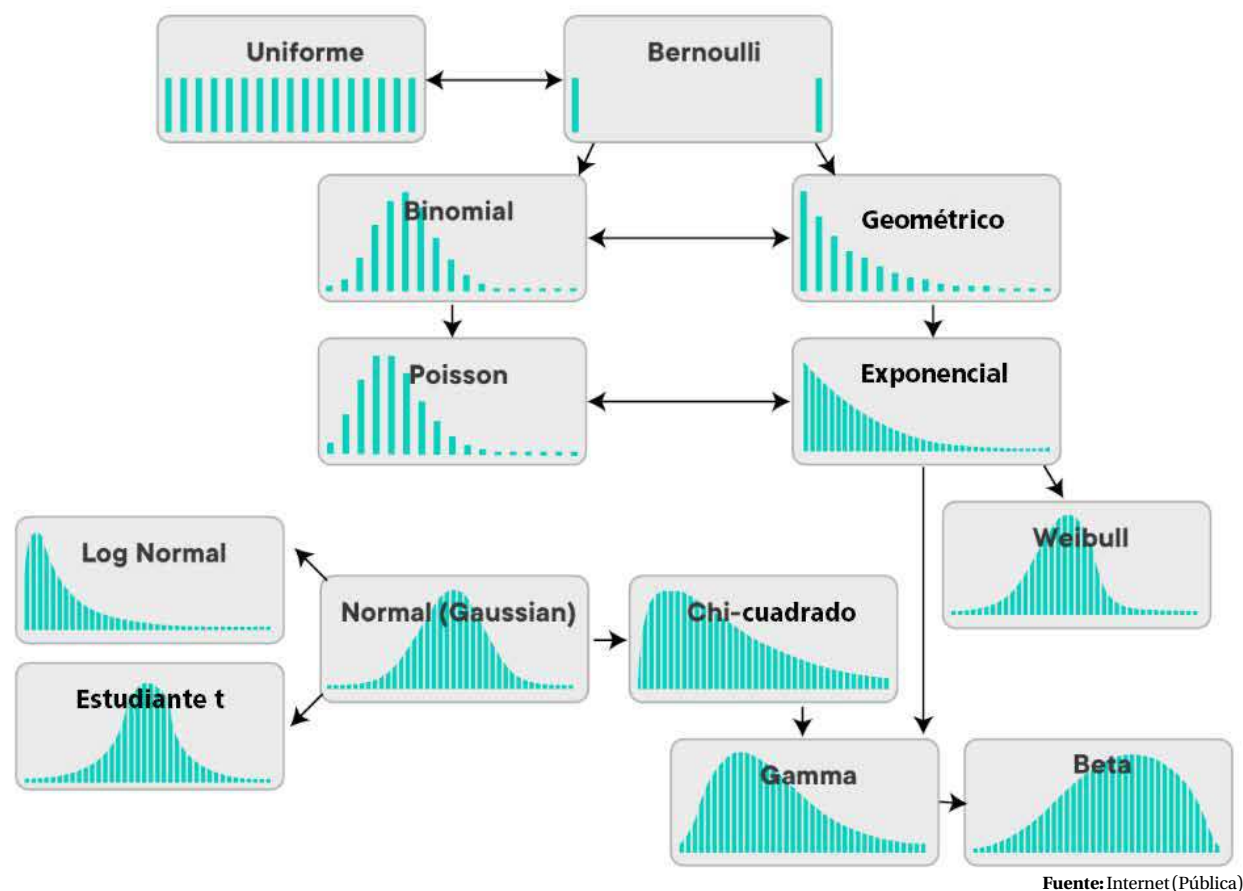 Uniforme
Bernoulli
Binomial
Geométrico
Poisson
Exponencial
Weibull
Log Normal
Normal (Gaussian)
Chi-cuadrado
Estudiante t
Gamma
Beta
Fuente: Internet (Pública)